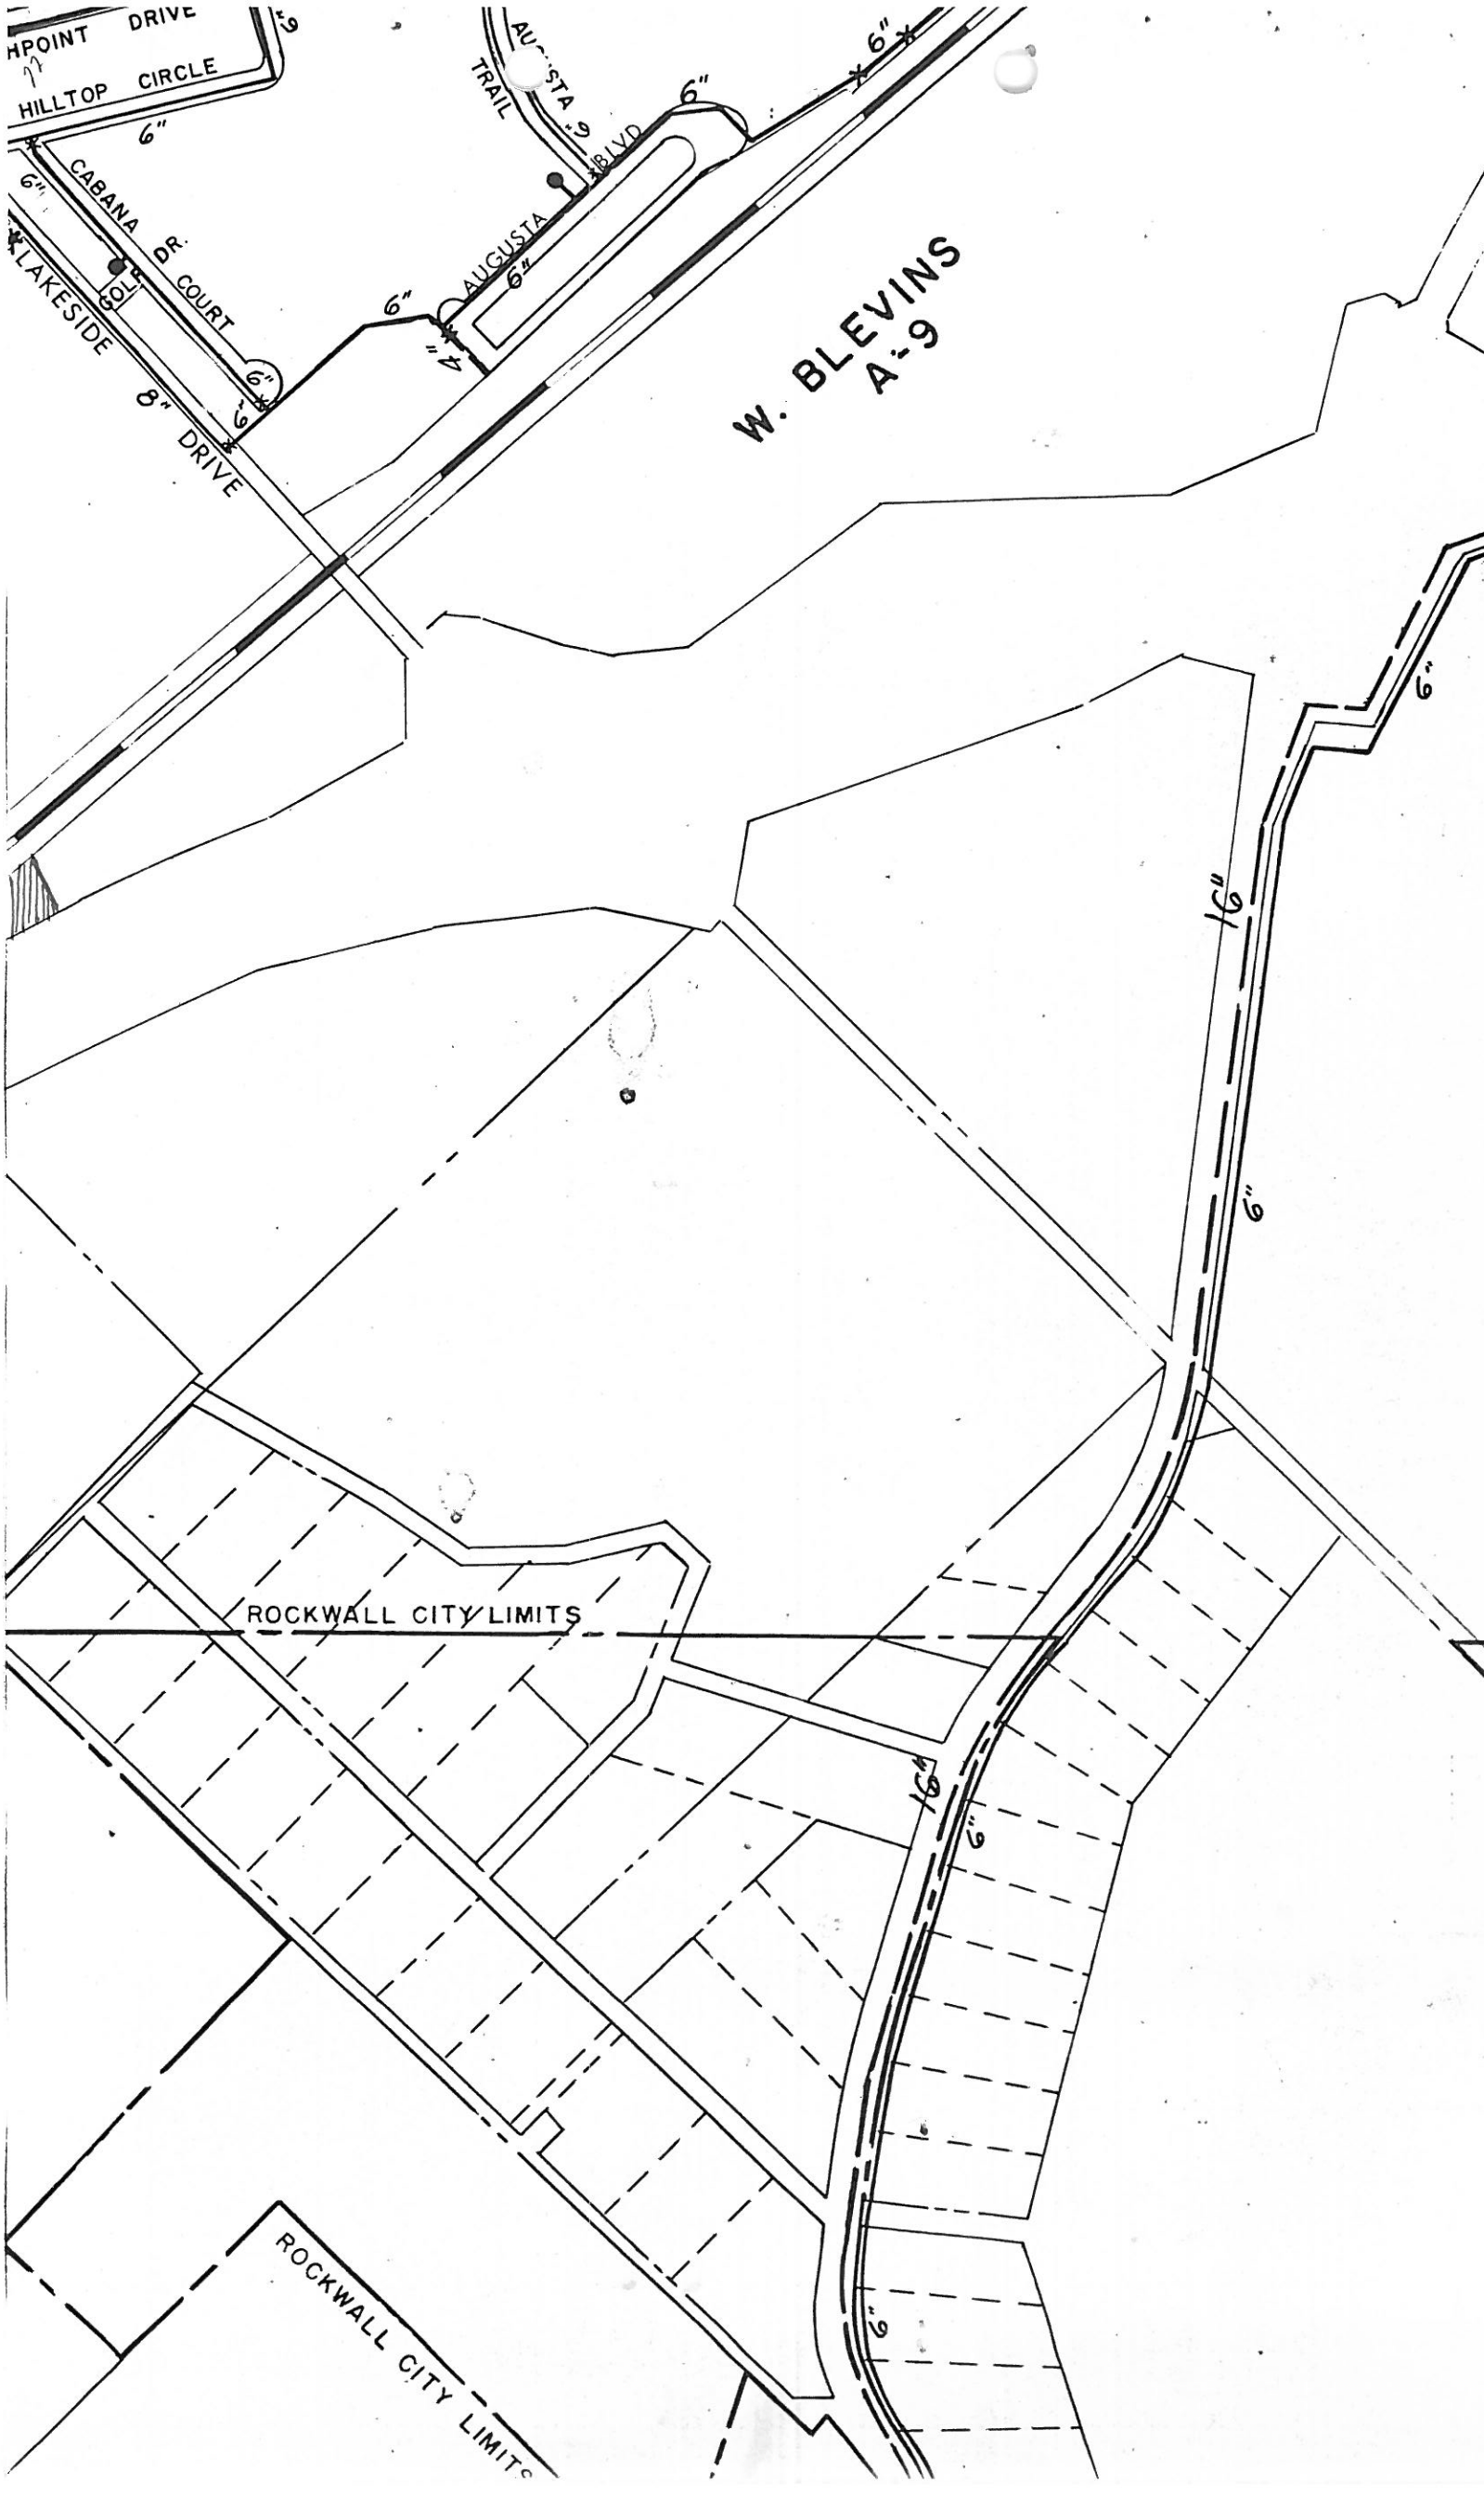 HPOINT DRIVE
6"
HILLTOP CIRCLE
6"
AUGUSTA
TRAIL
6"
6"
6"
BLVD
AUGUSTA
6"
6"
CABANA DR.
GOLF
COURT
6"
6"
4"
LAKESIDE
8"
DRIVE
6"
W. BLEVINS
A-9
6"
16"
6"
ROCKWALL CITY LIMITS
16"
6"
ROCKWALL CITY LIMITS
6"